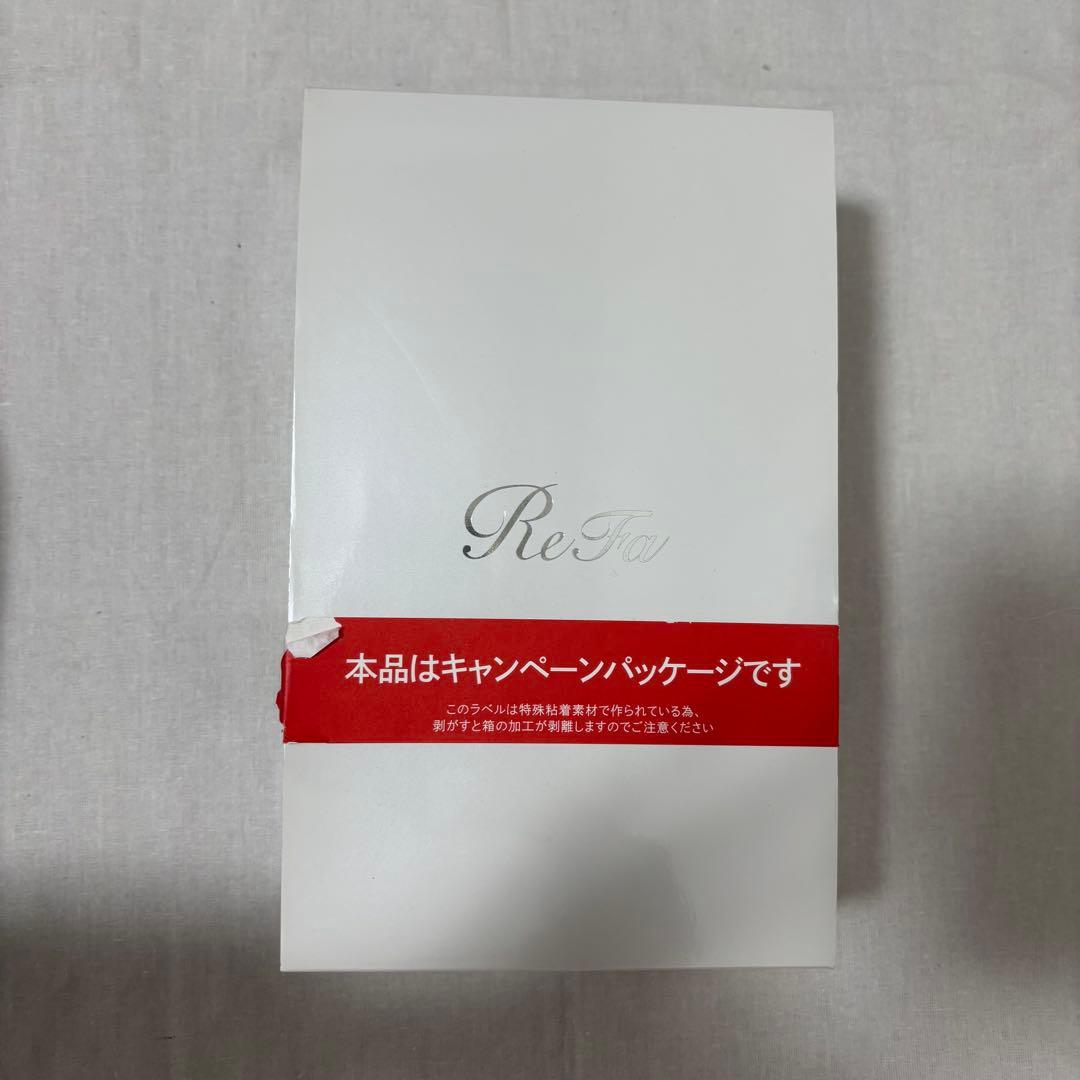 ReFa
本品はキャンペーンパッケージです
このラベルは特殊粘着素材で作られている為、
剥がすと箱の加工が剥離しますのでご注意ください